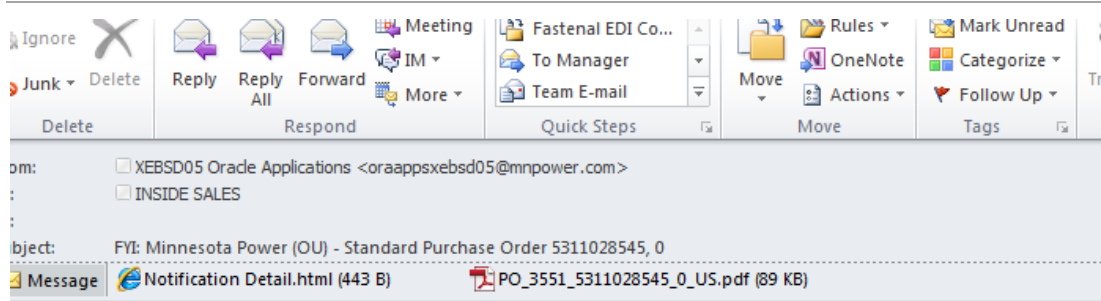 Ignore
Junk
Delete
Reply
Reply All
Forward
Meeting
IM
More
Fastenal EDI Co...
To Manager
Team E-mail
Move
Rules
OneNote
Actions
Mark Unread
Categorize
Follow Up
Tr
Delete
Respond
Quick Steps
Move
Tags
om: XEBSD05 Oracle Applications <oraappsxebsd05@mnpower.com>
: INSIDE SALES
:
bject: FYI: Minnesota Power (OU) - Standard Purchase Order 5311028545, 0
Message Notification Detail.html (443 B) PO_3551_5311028545_0_US.pdf (89 KB)